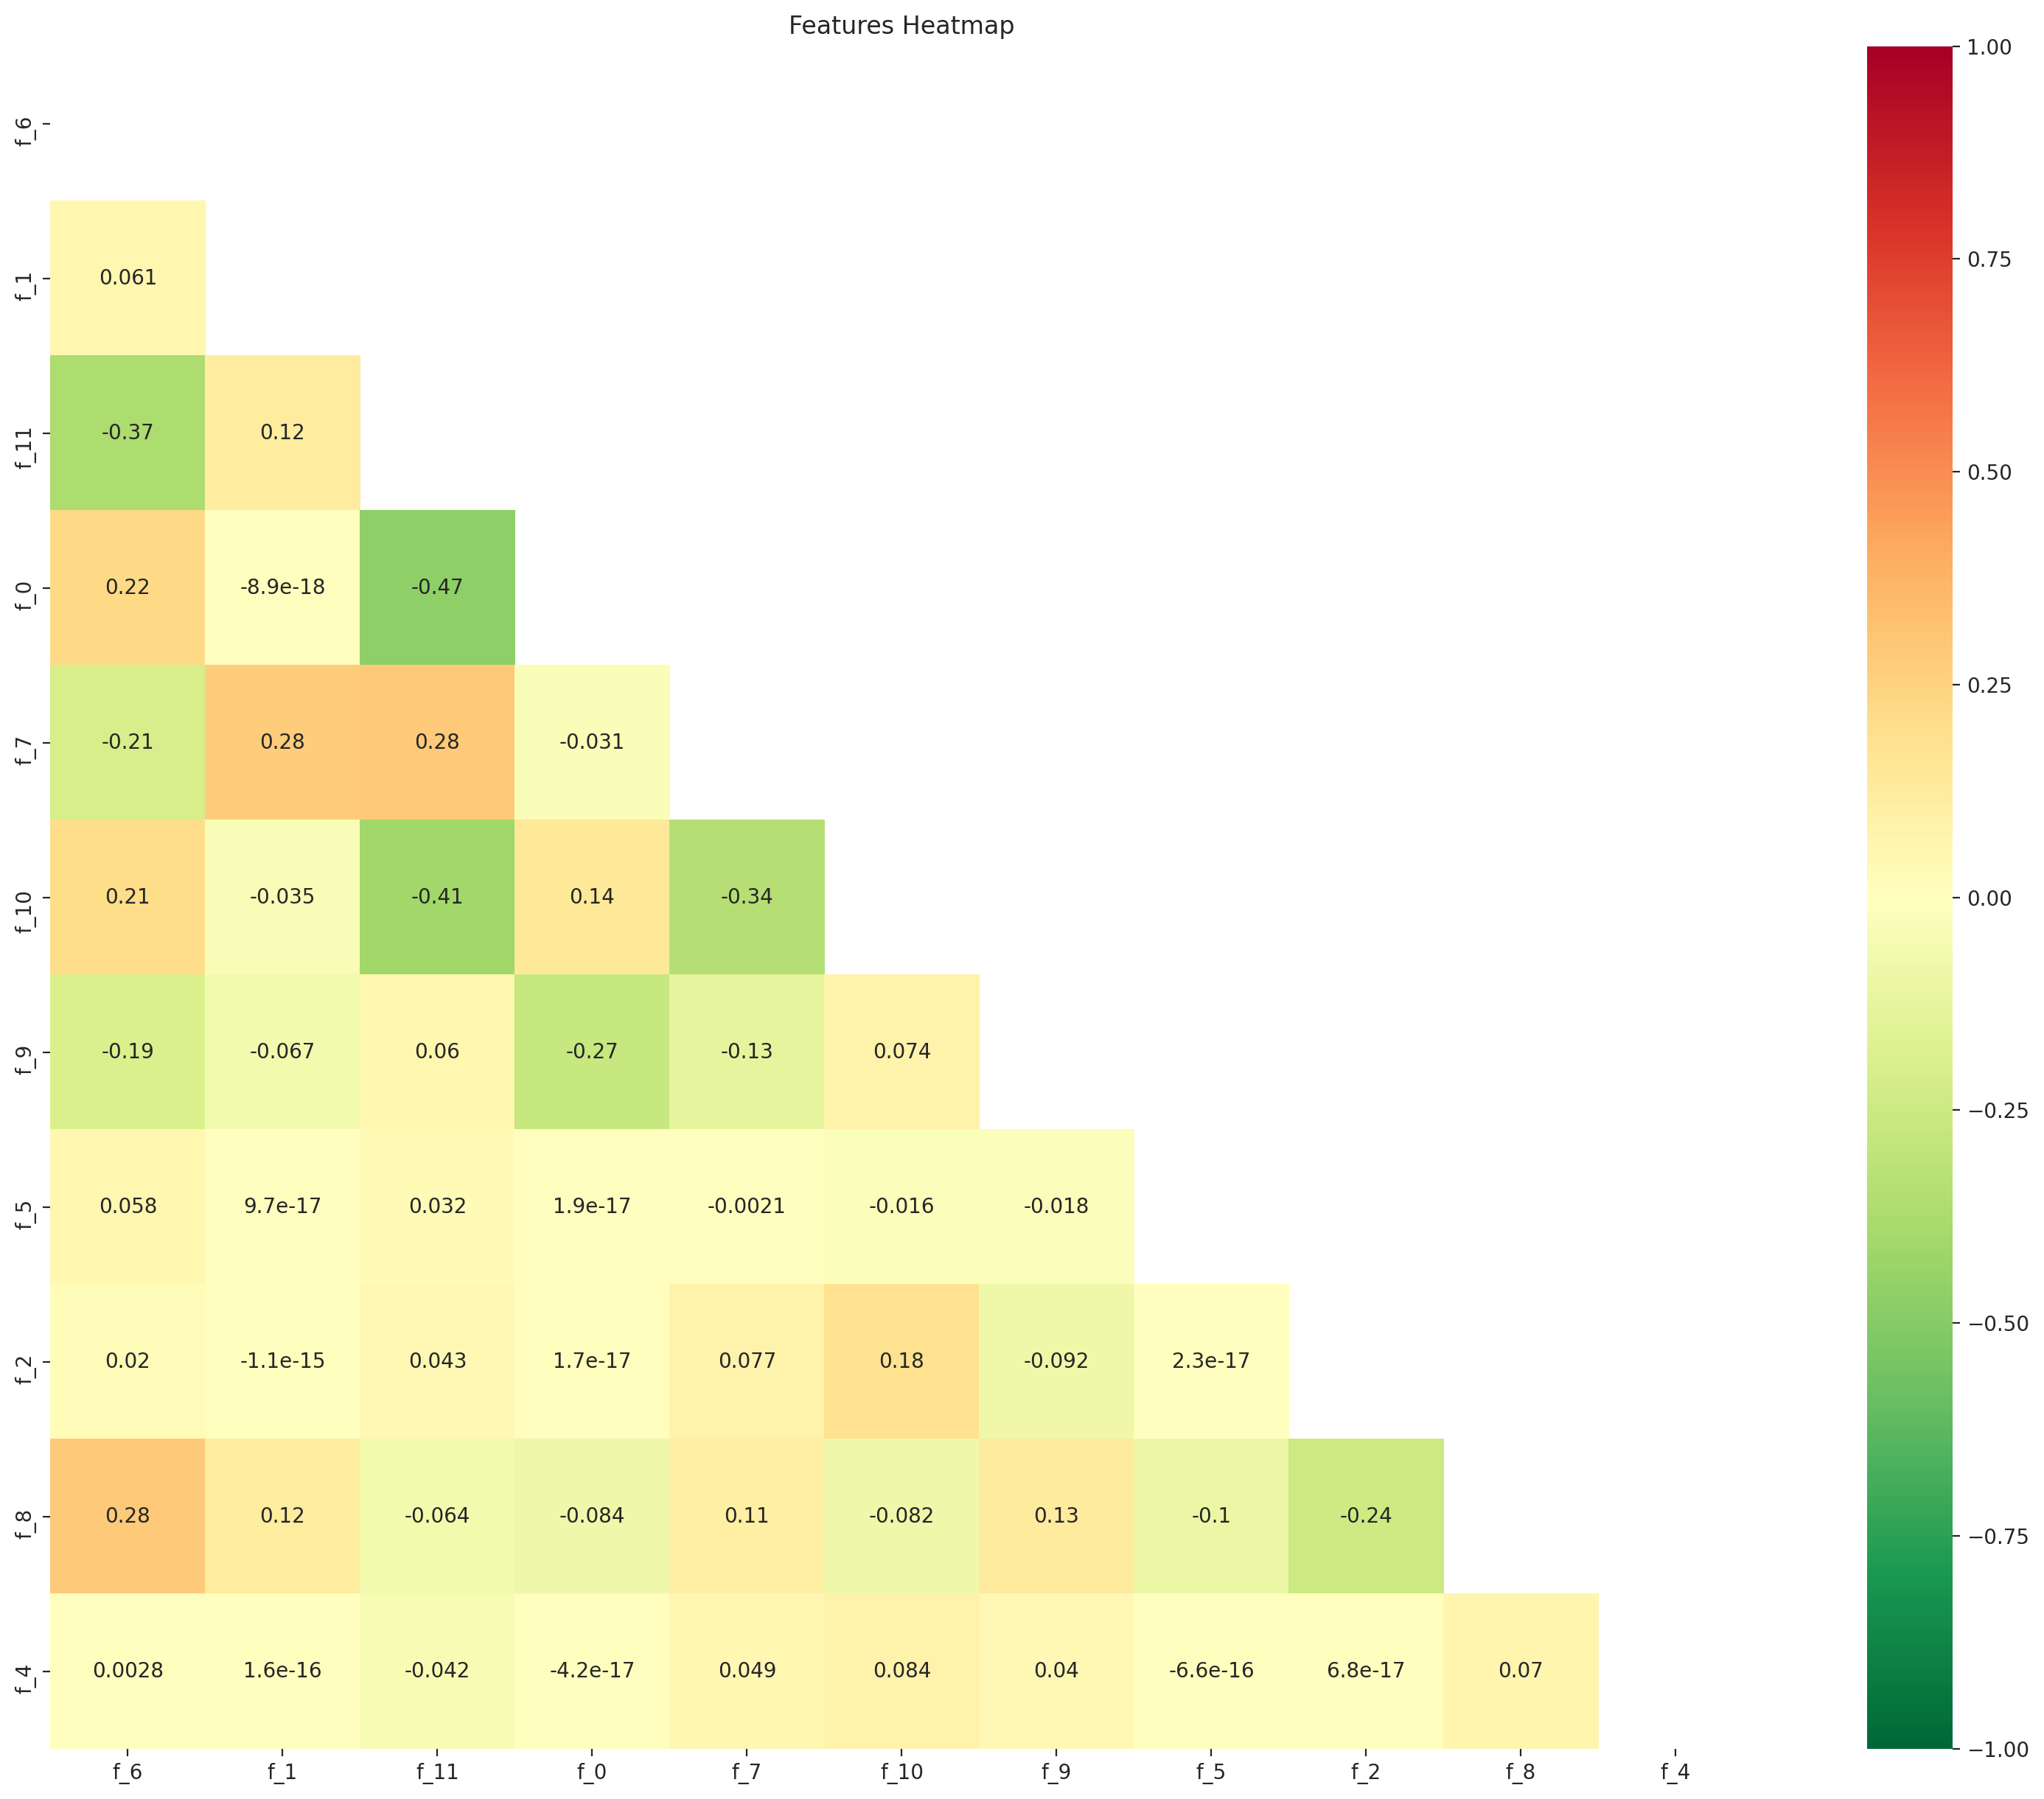 Features Heatmap
f_6
f_1 0.061
f_11 -0.37 0.12
f_0 0.22 -8.9e-18 -0.47
f_7 -0.21 0.28 0.28 -0.031
f_10 0.21 -0.035 -0.41 0.14 -0.34
f_9 -0.19 -0.067 0.06 -0.27 -0.13 0.074
f_5 0.058 9.7e-17 0.032 1.9e-17 -0.0021 -0.016 -0.018
f_2 0.02 -1.1e-15 0.043 1.7e-17 0.077 0.18 -0.092 2.3e-17
f_8 0.28 0.12 -0.064 -0.084 0.11 -0.082 0.13 -0.1 -0.24
f_4 0.0028 1.6e-16 -0.042 -4.2e-17 0.049 0.084 0.04 -6.6e-16 6.8e-17 0.07
f_6 f_1 f_11 f_0 f_7 f_10 f_9 f_5 f_2 f_8 f_4
1.00
0.75
0.50
0.25
0.00
−0.25
−0.50
−0.75
−1.00